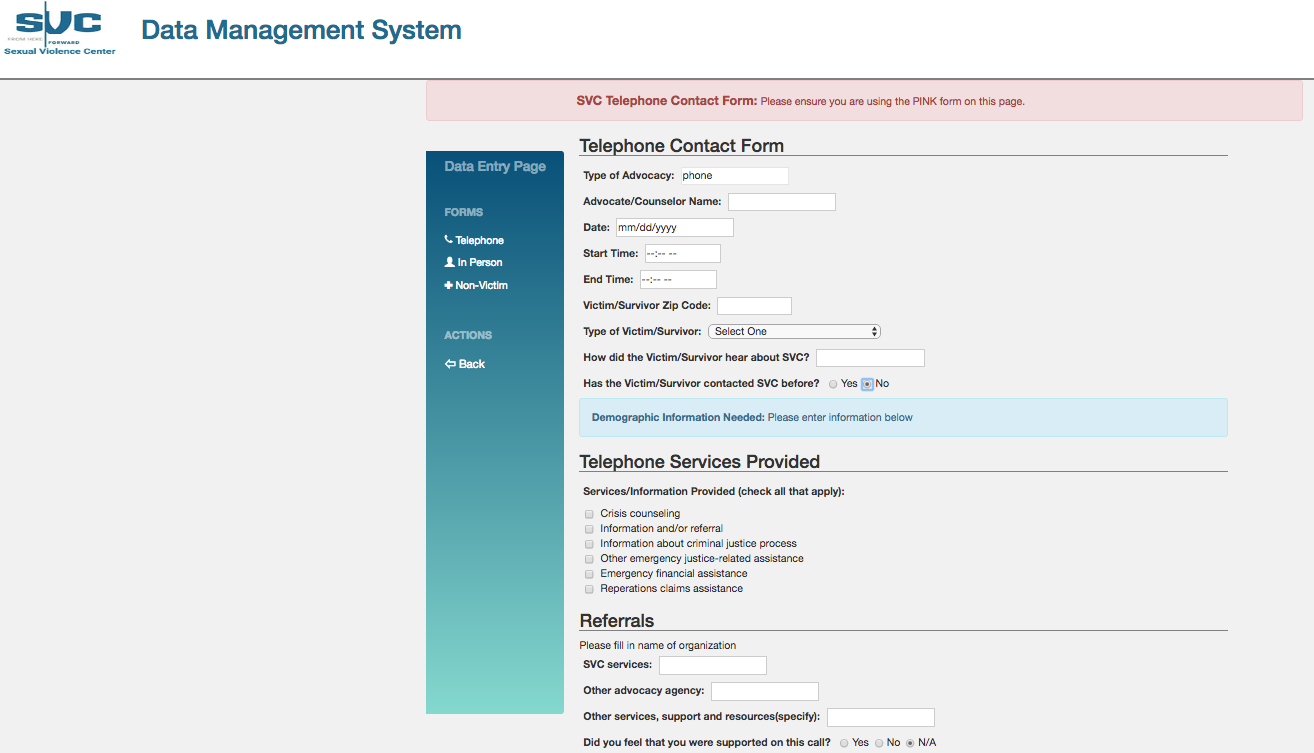 SVC
FROM HERE FORWARD
Sexual Violence Center
Data Management System
SVC Telephone Contact Form: Please ensure you are using the PINK form on this page.
Data Entry Page
FORMS
Telephone
In Person
Non-Victim
ACTIONS
Back
Telephone Contact Form
Type of Advocacy: phone
Advocate/Counselor Name:
Date: mm/dd/yyyy
Start Time: --:-- --
End Time: --:-- --
Victim/Survivor Zip Code:
Type of Victim/Survivor: Select One
How did the Victim/Survivor hear about SVC?
Has the Victim/Survivor contacted SVC before? Yes No
Demographic Information Needed: Please enter information below
Telephone Services Provided
Services/Information Provided (check all that apply):
Crisis counseling
Information and/or referral
Information about criminal justice process
Other emergency justice-related assistance
Emergency financial assistance
Reperations claims assistance
Referrals
Please fill in name of organization
SVC services:
Other advocacy agency:
Other services, support and resources(specify):
Did you feel that you were supported on this call? Yes No N/A